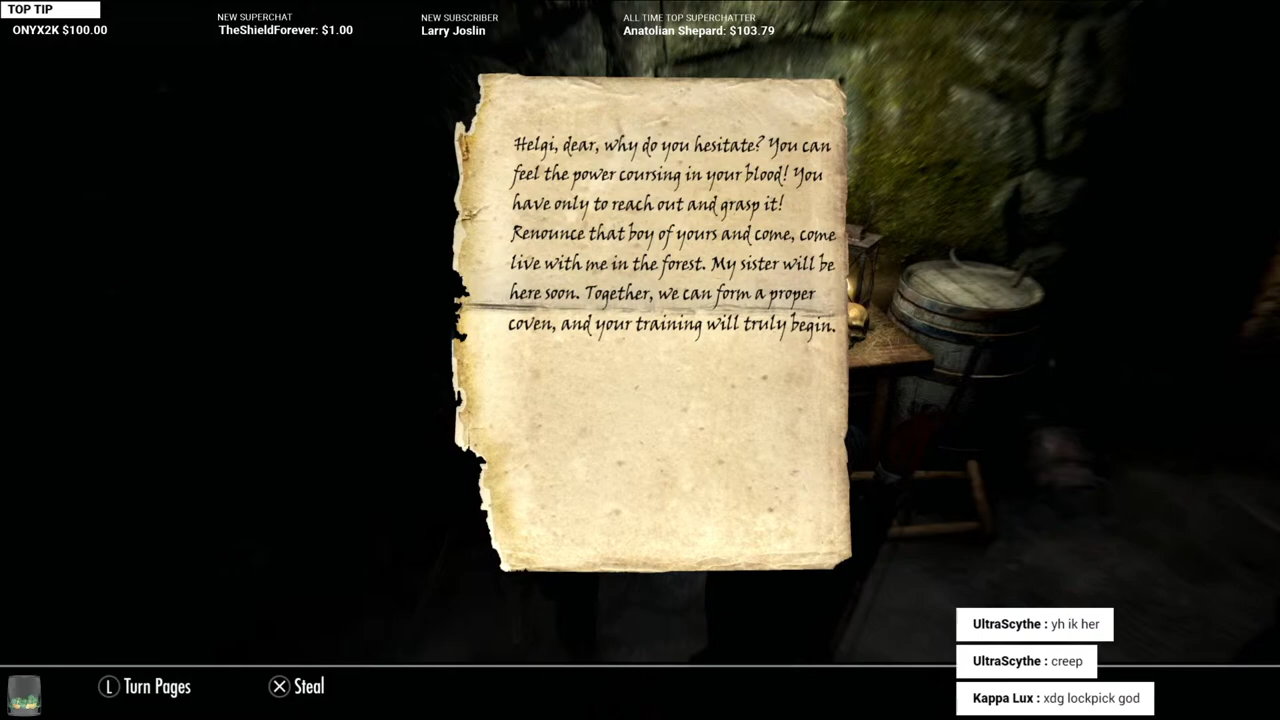 TOP TIP
ONYX2K $100.00
NEW SUPERCHAT
TheShieldForever: $1.00
NEW SUBSCRIBER
Larry Joslin
ALL TIME TOP SUPERCHATTER
Anatolian Shepard: $103.79
Helgi, dear, why do you hesitate? You can
feel the power coursing in your blood! You
have only to reach out and grasp it!
Renounce that boy of yours and come, come
live with me in the forest. My sister will be
here soon. Together, we can form a proper
coven, and your training will truly begin.
UltraScythe : yh ik her
UltraScythe : creep
Kappa Lux : xdg lockpick god
L Turn Pages
X Steal